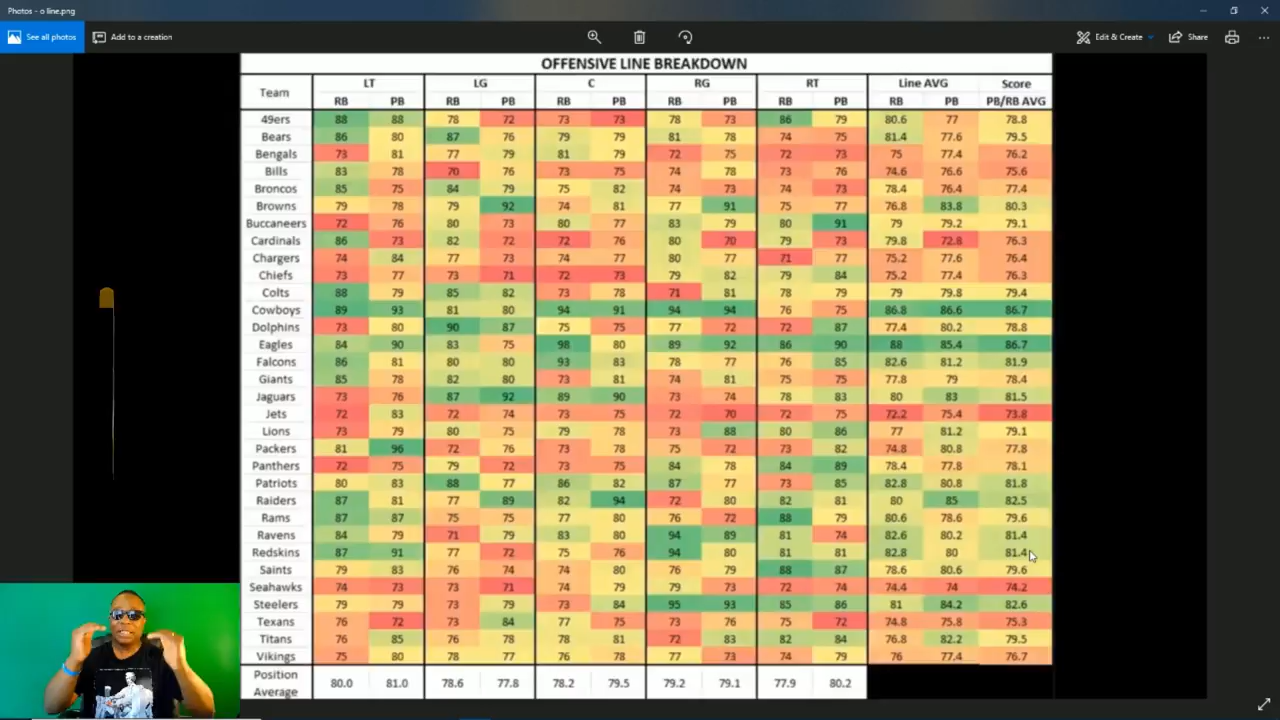 Photos - o line.png
See all photos Add to a creation Edit & Create Share
OFFENSIVE LINE BREAKDOWN
Team LT LG C RG RT Line AVG Score
RB PB RB PB RB PB RB PB RB PB RB PB PB/RB AVG
49ers 88 88 78 72 73 73 78 73 86 79 80.6 77 78.8
Bears 86 80 87 76 79 79 81 78 74 75 81.4 77.6 79.5
Bengals 73 81 77 79 81 79 72 75 72 73 75 77.4 76.2
Bills 83 78 70 76 73 75 74 78 73 76 74.6 76.6 75.6
Broncos 85 75 84 79 75 82 74 73 74 73 78.4 76.4 77.4
Browns 79 78 79 92 74 81 77 91 75 77 76.8 83.8 80.3
Buccaneers 72 76 80 73 80 77 83 79 80 91 79 79.2 79.1
Cardinals 86 73 82 72 72 76 80 70 79 73 79.8 72.8 76.3
Chargers 74 84 77 73 74 77 80 77 71 77 75.2 77.6 76.4
Chiefs 73 77 73 71 72 73 79 82 79 84 75.2 77.4 76.3
Colts 88 79 85 82 73 78 71 81 78 79 79 79.8 79.4
Cowboys 89 93 81 80 94 91 94 94 76 75 86.8 86.6 86.7
Dolphins 73 80 90 87 75 75 77 72 72 87 77.4 80.2 78.8
Eagles 84 90 83 75 98 80 89 92 86 90 88 85.4 86.7
Falcons 86 81 80 80 93 83 78 77 76 85 82.6 81.2 81.9
Giants 85 78 82 80 73 81 74 81 75 75 77.8 79 78.4
Jaguars 73 76 87 92 89 90 73 74 78 83 80 83 81.5
Jets 72 83 72 74 73 75 72 70 72 75 72.2 75.4 73.8
Lions 73 79 80 75 79 78 73 88 80 86 77 81.2 79.1
Packers 81 96 72 76 73 78 75 72 73 82 74.8 80.8 77.8
Panthers 72 75 79 72 73 75 84 78 84 89 78.4 77.8 78.1
Patriots 80 83 88 77 86 82 87 77 73 85 82.8 80.8 81.8
Raiders 87 81 77 89 82 94 72 80 82 81 80 85 82.5
Rams 87 87 75 75 77 80 76 72 88 79 80.6 78.6 79.6
Ravens 84 79 71 79 83 80 94 89 81 74 82.6 80.2 81.4
Redskins 87 91 77 72 75 76 94 80 81 81 82.8 80 81.4
Saints 79 83 76 74 74 80 76 79 88 87 78.6 80.6 79.6
Seahawks 74 73 73 71 74 79 79 73 72 74 74.4 74 74.2
Steelers 79 79 73 79 73 84 95 93 85 86 81 84.2 82.6
Texans 76 72 73 84 77 75 73 76 75 72 74.8 75.8 75.3
Titans 76 85 76 78 78 81 72 83 82 84 76.8 82.2 79.5
Vikings 75 80 78 77 76 78 77 73 74 79 76 77.4 76.7
Position
Average 80.0 81.0 78.6 77.8 78.2 79.5 79.2 79.1 77.9 80.2